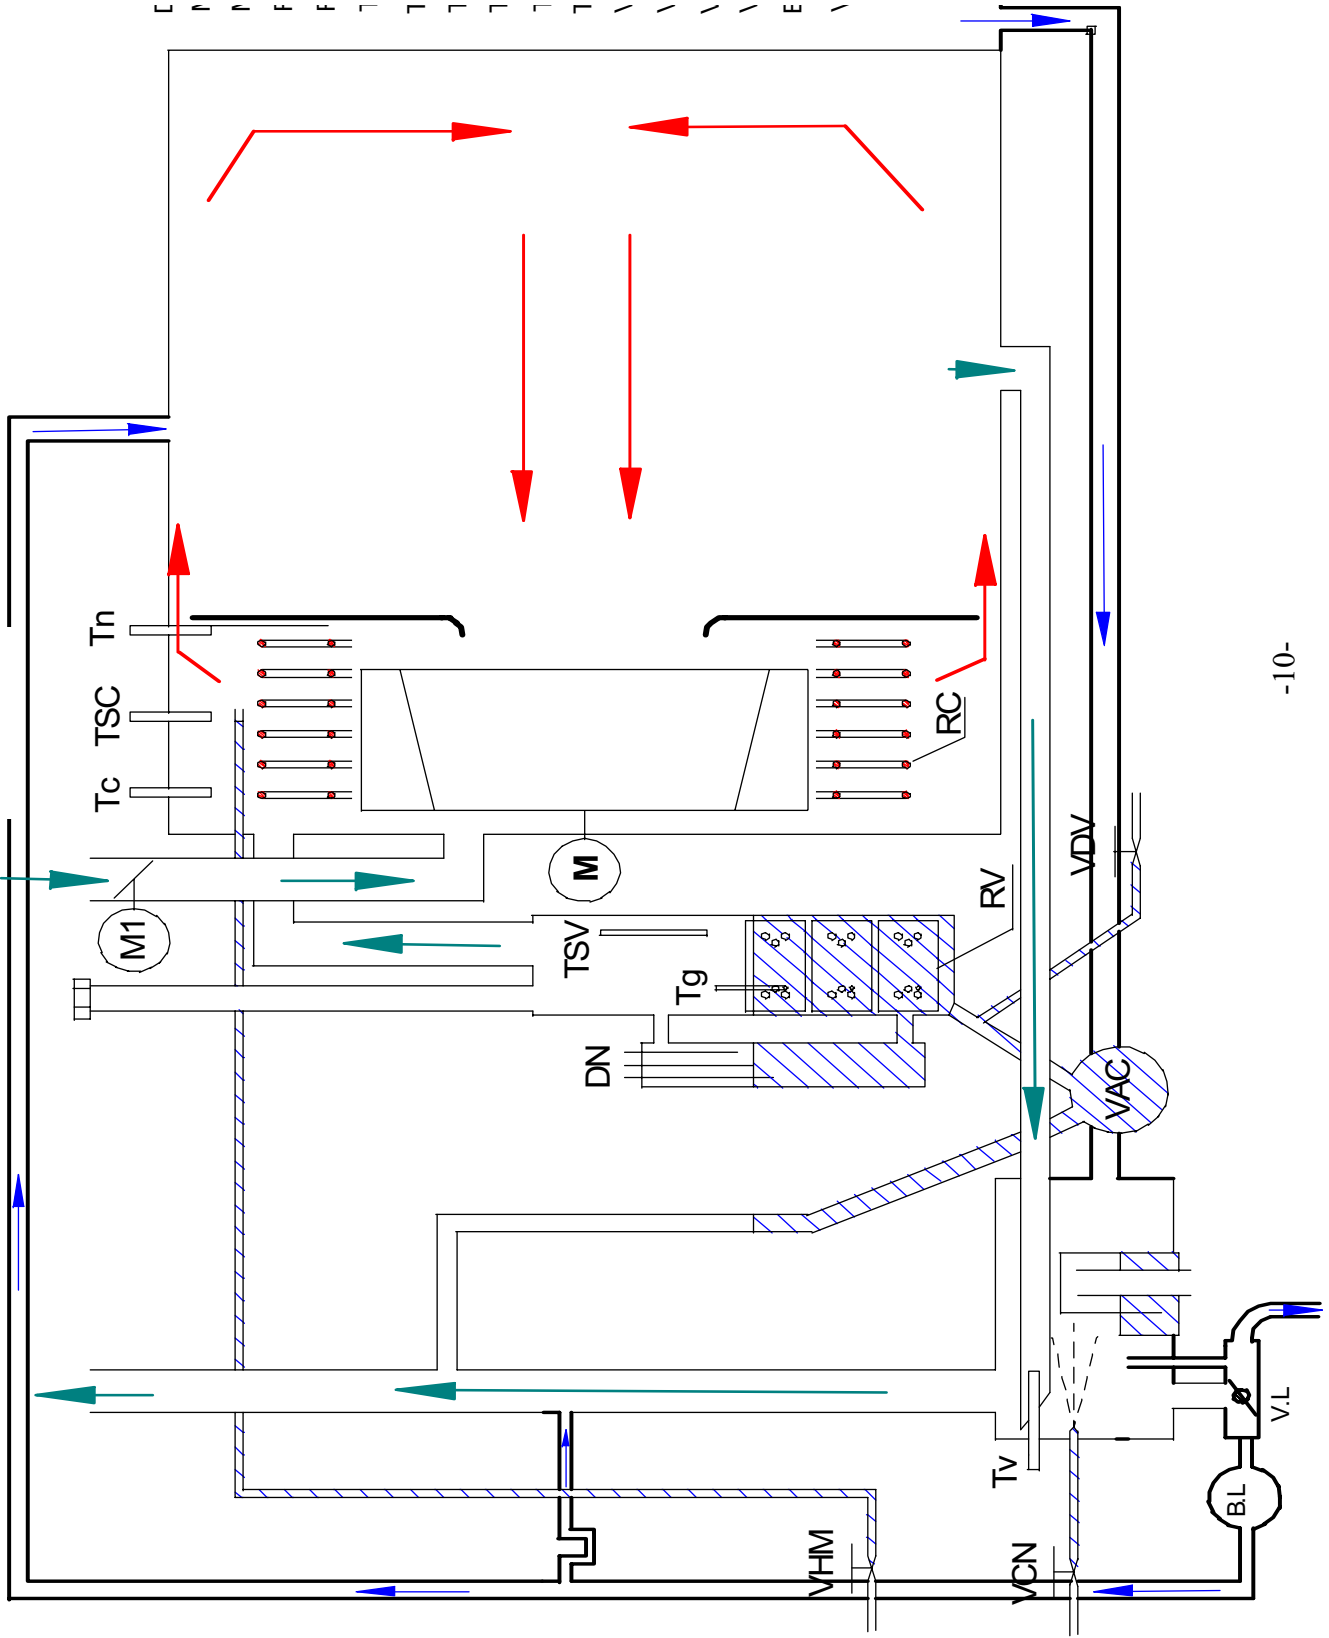 Tn
TSC
Tc
M1
M
RC
TSV
Tg
DN
RV
VDV
VAC
Tv
VHM
VCN
B.L
V.L
-10-